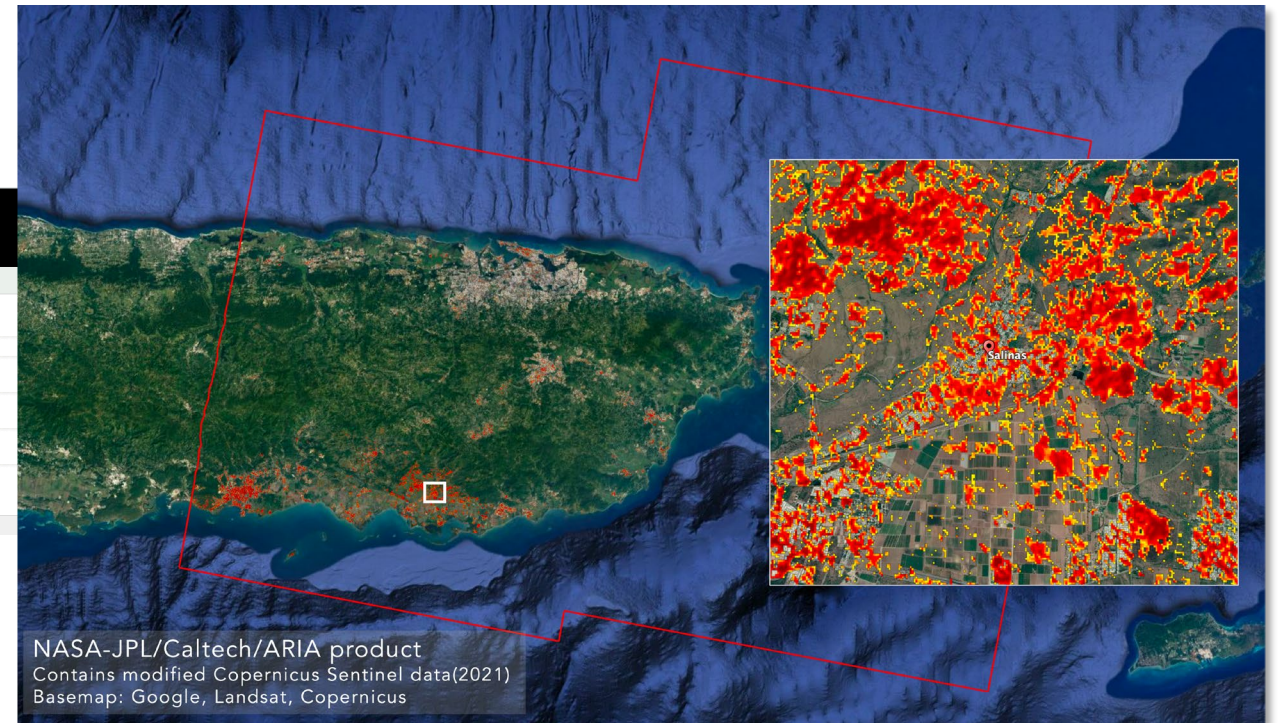 Salinas
NASA-JPL/Caltech/ARIA product
Contains modified Copernicus Sentinel data(2021)
Basemap: Google, Landsat, Copernicus